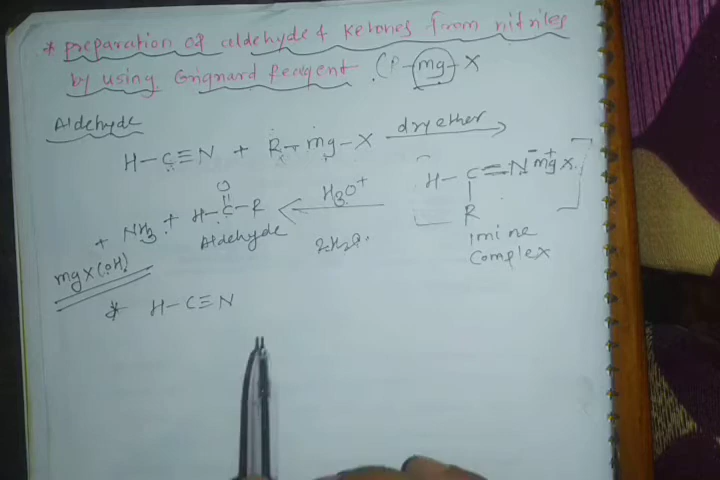 * preparation of aldehyde & ketones from nitriles
by using Grignard Reagent. (R-mg-X
Aldehyde
H-C≡N + R-mg-X dry ether
[H-C=N⁻mg⁺x.]
R
imine
complex
H3O+
2H2O.
O
+ NH3 + H-C-R
Aldehyde
mgX(OH)
* H-C≡N